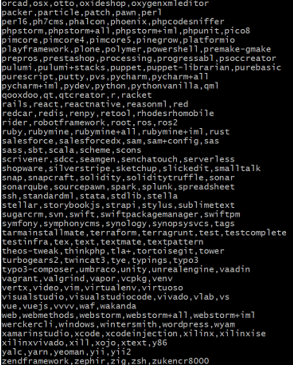 orcad,osx,otto,oxideshop,oxygenxmleditor
packer,particle,patch,pawn,perl
perl6,ph7cms,phalcon,phoenix,phpcodesniffer
phpstorm,phpstorm+all,phpstorm+iml,phpunit,pico8
pimcore,pimcore4,pimcore5,pinegrow,platformio
playframework,plone,polymer,powershell,premake-gmake
prepros,prestashop,processing,progressabl,psoccreator
pulumi,pulumi+stacks,puppet,puppet-librarian,purebasic
purescript,putty,pvs,pycharm,pycharm+all
pycharm+iml,pydev,python,pythonvanilla,qml
qooxdoo,qt,qtcreator,r,racket
rails,react,reactnative,reasonml,red
redcar,redis,renpy,retool,rhodesrhomobile
rider,robotframework,root,ros,ros2
ruby,rubymine,rubymine+all,rubymine+iml,rust
salesforce,salesforcedx,sam,sam+config,sas
sass,sbt,scala,scheme,scons
scrivener,sdcc,seamgen,senchatouch,serverless
shopware,silverstripe,sketchup,slickedit,smalltalk
snap,snapcraft,solidity,soliditytruffle,sonar
sonarqube,sourcepawn,spark,splunk,spreadsheet
ssh,standardml,stata,stdlib,stella
stellar,storybookjs,strapi,stylus,sublimetext
sugarcrm,svn,swift,swiftpackagemanager,swiftpm
symfony,symphonycms,synology,synopsysvcs,tags
tarmainstallmate,terraform,terragrunt,test,testcomplete
testinfra,tex,text,textmate,textpattern
theos-tweak,thinkphp,tla+,tortoisegit,tower
turbogears2,twincat3,tye,typings,typo3
typo3-composer,umbraco,unity,unrealengine,vaadin
vagrant,valgrind,vapor,vcpkg,venv
vertx,video,vim,virtualenv,virtuoso
visualstudio,visualstudiocode,vivado,vlab,vs
vue,vuejs,vvvv,waf,wakanda
web,webmethods,webstorm,webstorm+all,webstorm+iml
werckercli,windows,wintersmith,wordpress,wyam
xamarinstudio,xcode,xcodeinjection,xilinx,xilinxise
xilinxvivado,xill,xojo,xtext,y86
yalc,yarn,yeoman,yii,yii2
zendframework,zephir,zig,zsh,zukencr8000